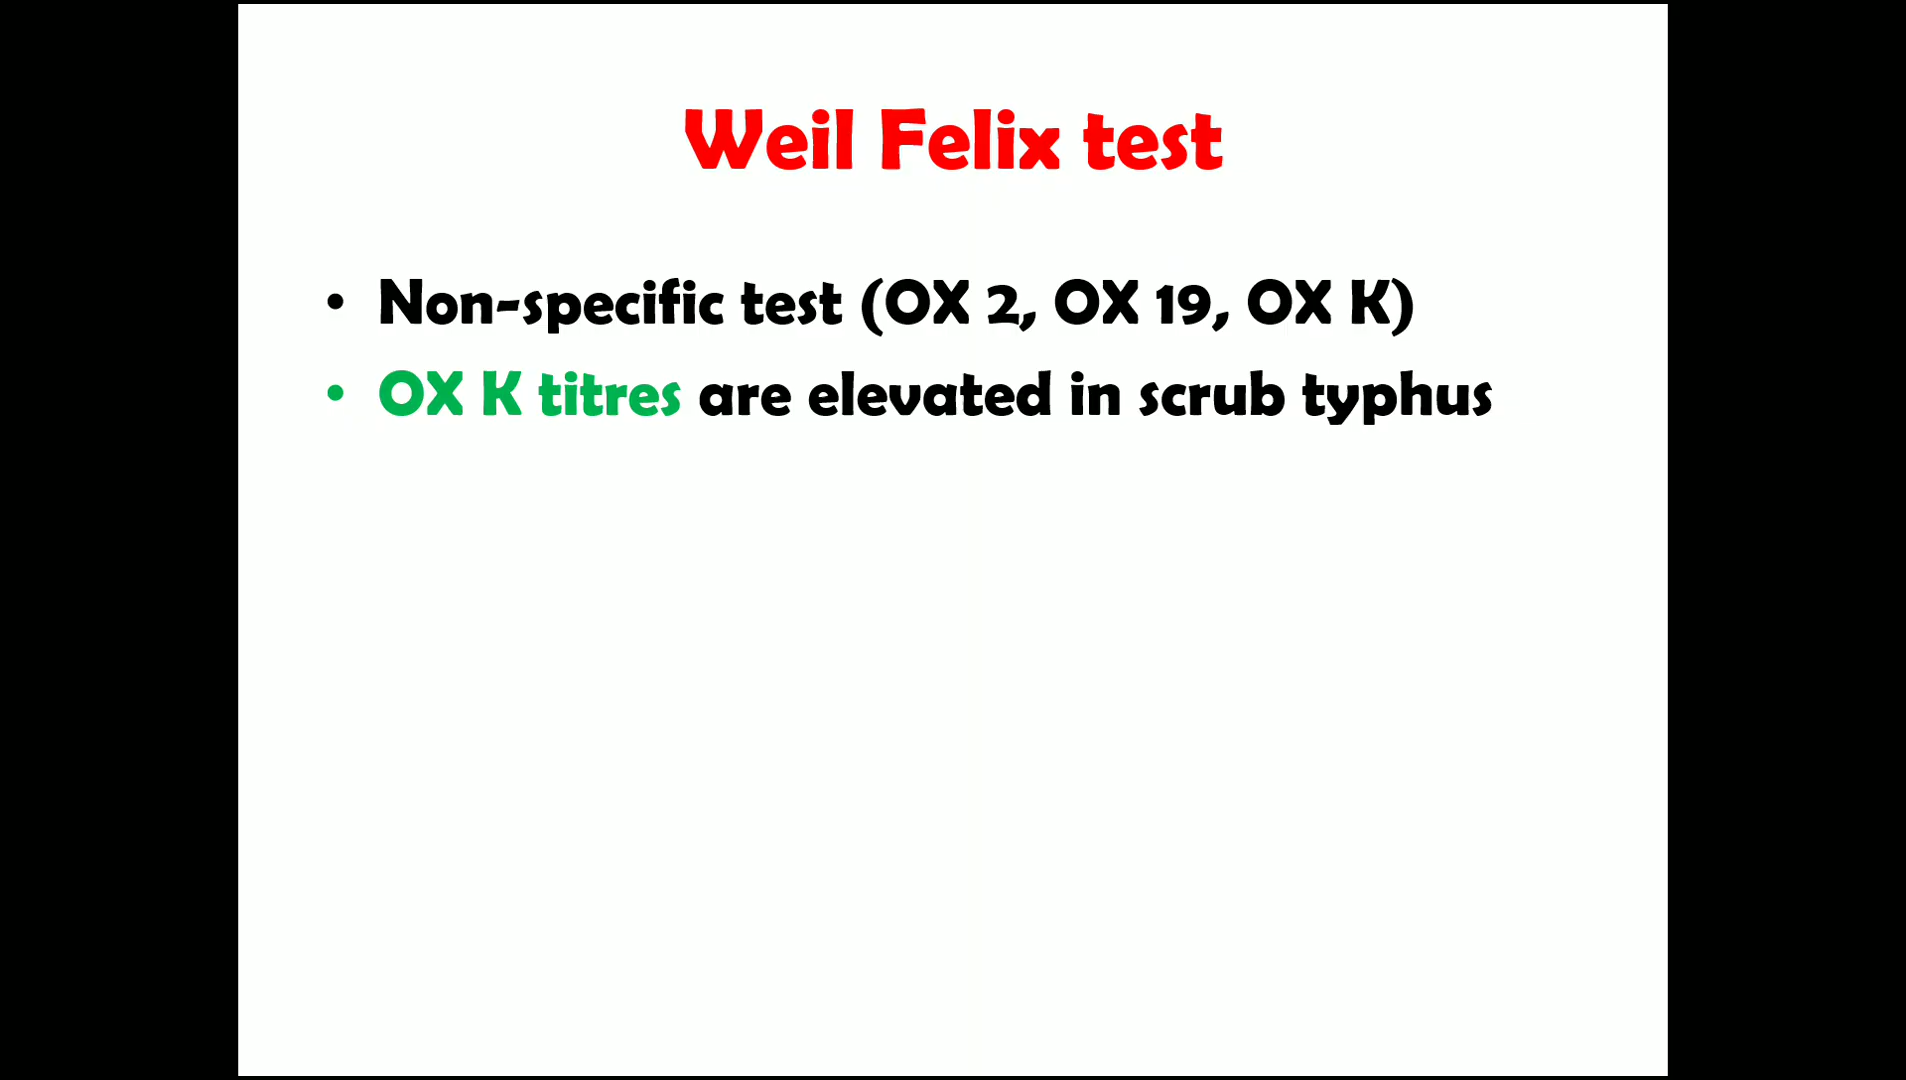 Weil Felix test
• Non-specific test (OX 2, OX 19, OX K)
• OX K titres are elevated in scrub typhus